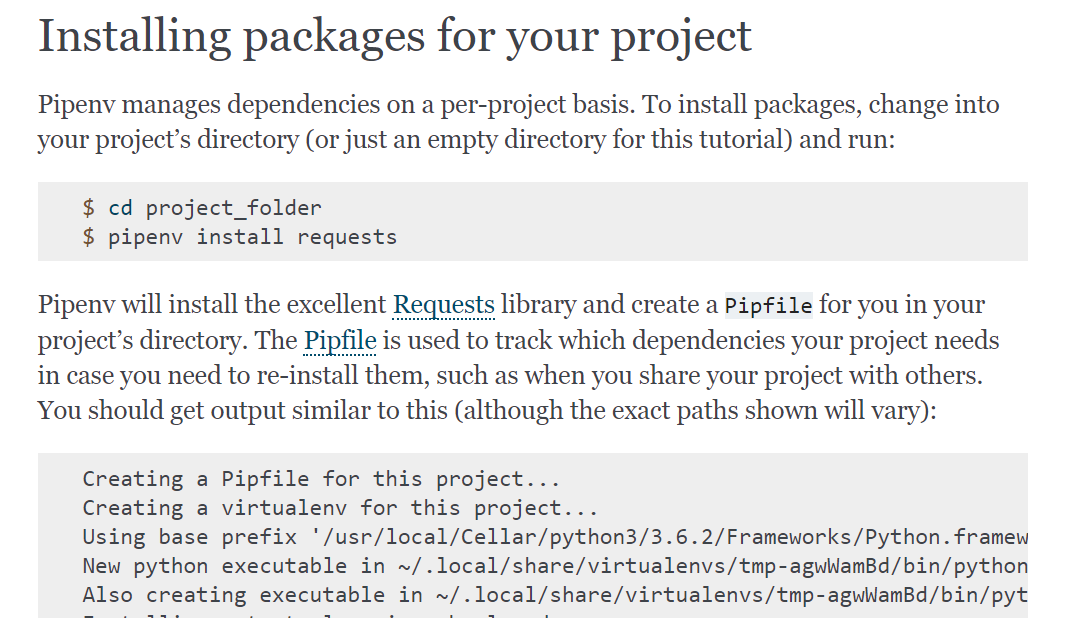 Installing packages for your project
Pipenv manages dependencies on a per-project basis. To install packages, change into
your project’s directory (or just an empty directory for this tutorial) and run:
$ cd project_folder
$ pipenv install requests
Pipenv will install the excellent Requests library and create a Pipfile for you in your
project’s directory. The Pipfile is used to track which dependencies your project needs
in case you need to re-install them, such as when you share your project with others.
You should get output similar to this (although the exact paths shown will vary):
Creating a Pipfile for this project...
Creating a virtualenv for this project...
Using base prefix '/usr/local/Cellar/python3/3.6.2/Frameworks/Python.framew
New python executable in ~/.local/share/virtualenvs/tmp-agwWamBd/bin/python
Also creating executable in ~/.local/share/virtualenvs/tmp-agwWamBd/bin/pyt